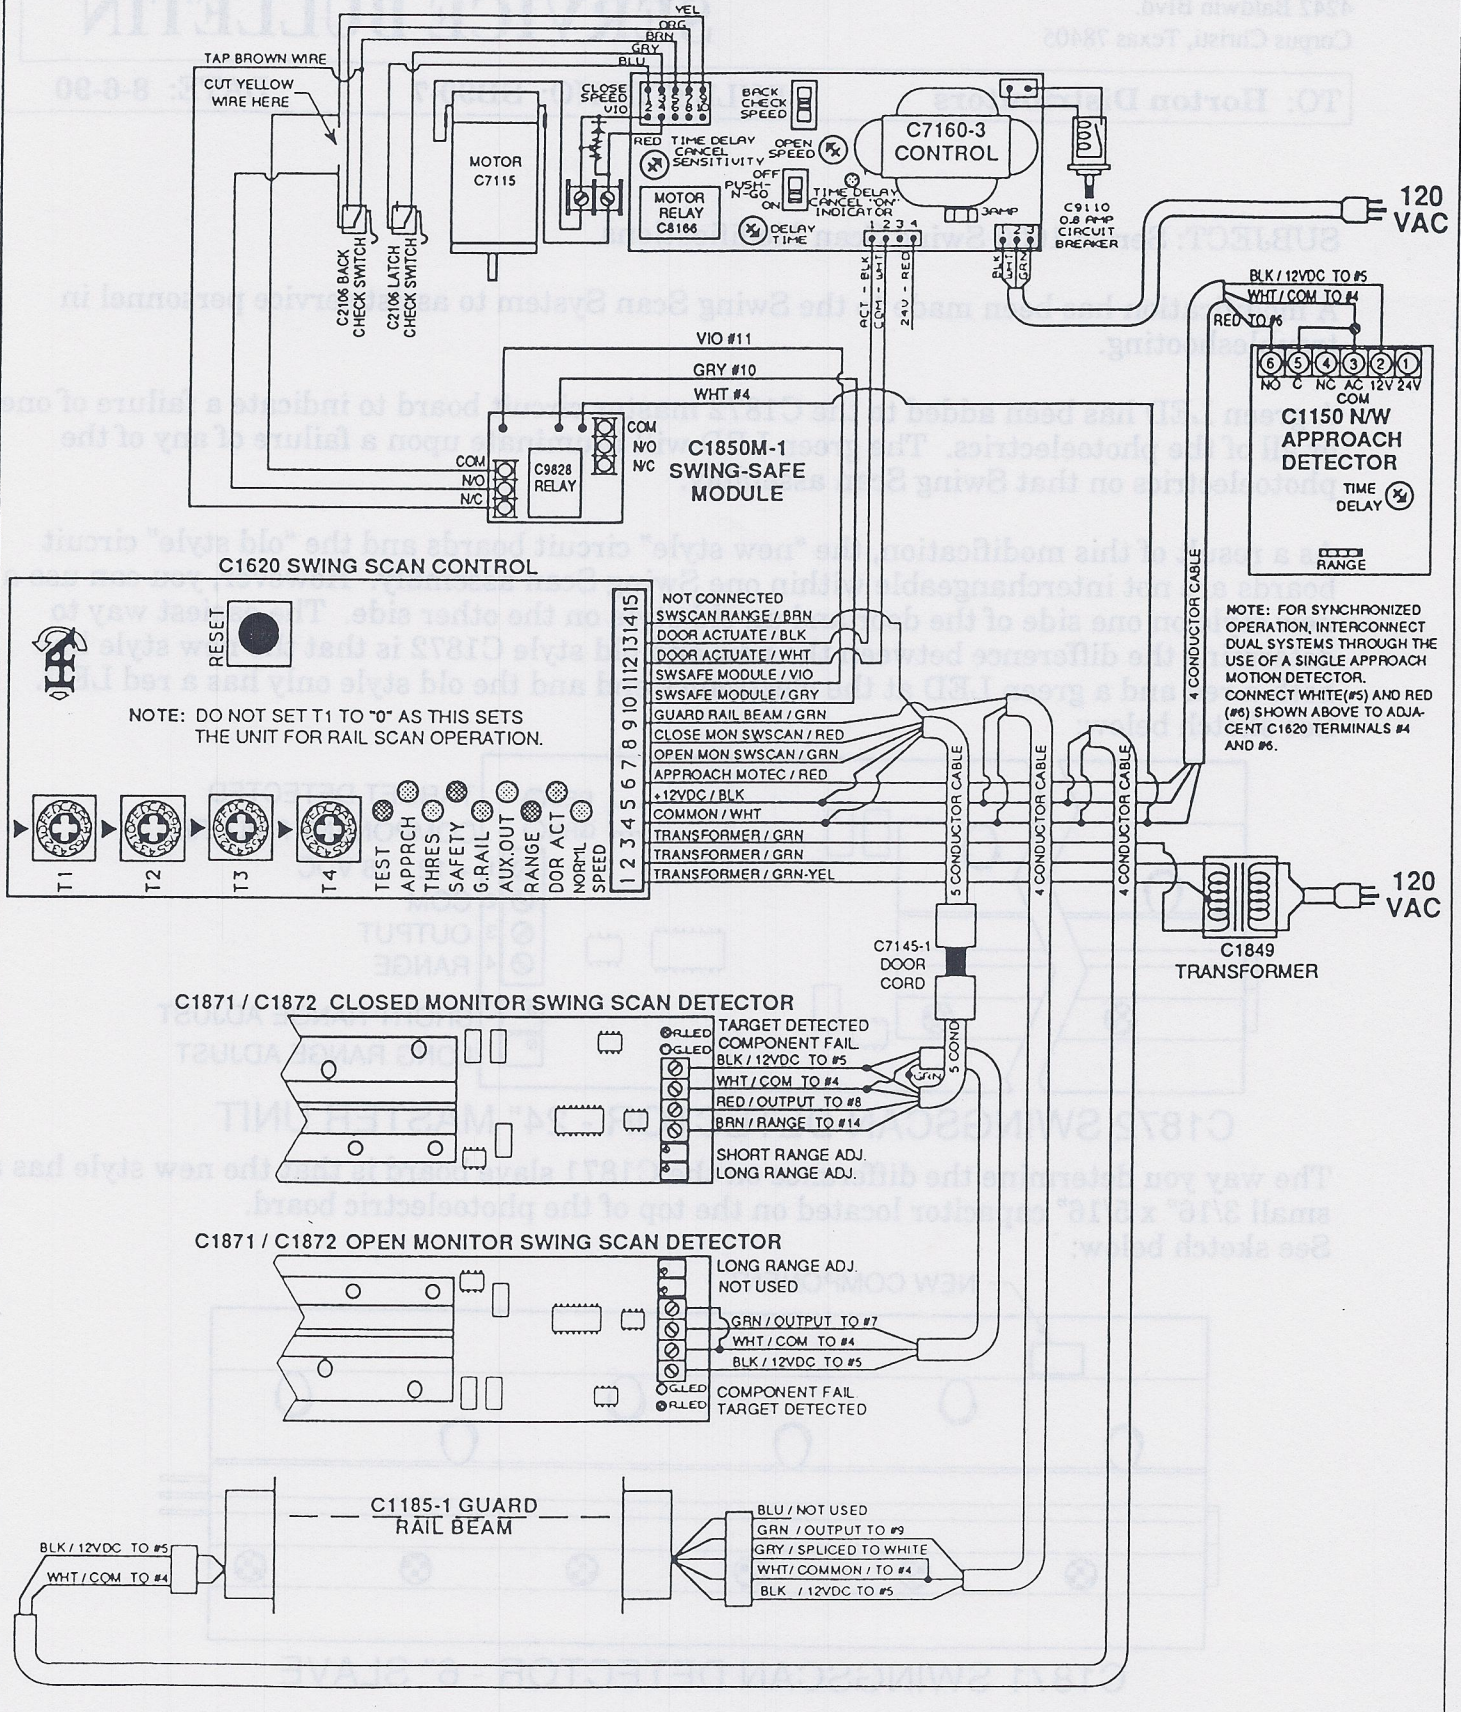 YEL
ORG
BRN
GRY
BLU
TAP BROWN WIRE
CUT YELLOW
WIRE HERE
CLOSE
SPEED
VIO
1 3 5 7 9
2 4 6 8 10
RED
TIME DELAY
CANCEL
SENSITIVITY
BACK
CHECK
SPEED
OPEN
SPEED
OFF
PUSH-
N-GO
ON
TIME DELAY
CANCEL "ON"
INDICATOR
MOTOR
RELAY
C8166
DELAY
TIME
MOTOR
C7115
C7160-3
CONTROL
3AMP
1 2 3 4
1 2 3
C9110
0.8 AMP
CIRCUIT
BREAKER
120
VAC
C2106 BACK
CHECK SWITCH
C2106 LATCH
CHECK SWITCH
ACT - BLK
COM - WHT
24V - RED
BLK
WHT
GRN
BLK / 12VDC TO #5
WHT / COM TO #4
RED TO #6
6 5 4 3 2 1
NO C NC AC 12V 24V
COM
C1150 N/W
APPROACH
DETECTOR
TIME
DELAY
RANGE
VIO #11
GRY #10
WHT #4
COM
N/O
N/C
COM
N/O
N/C
C9828
RELAY
C1850M-1
SWING-SAFE
MODULE
4 CONDUCTOR CABLE
NOTE: FOR SYNCHRONIZED
OPERATION, INTERCONNECT
DUAL SYSTEMS THROUGH THE
USE OF A SINGLE APPROACH
MOTION DETECTOR.
CONNECT WHITE(#5) AND RED
(#6) SHOWN ABOVE TO ADJA-
CENT C1620 TERMINALS #4
AND #6.
C1620 SWING SCAN CONTROL
RESET
NOTE: DO NOT SET T1 TO "0" AS THIS SETS
THE UNIT FOR RAIL SCAN OPERATION.
T1
T2
T3
T4
TEST
APPRCH
THRESH
SAFETY
G.RAIL
AUX.OUT
RANGE
DOR ACT
NORML
SPEED
1 2 3 4 5 6 7 8 9 10 11 12 13 14 15
NOT CONNECTED
SWSCAN RANGE / BRN
DOOR ACTUATE / BLK
DOOR ACTUATE / WHT
SWSAFE MODULE / VIO
SWSAFE MODULE / GRY
GUARD RAIL BEAM / GRN
CLOSE MON SWSCAN / RED
OPEN MON SWSCAN / GRN
APPROACH MOTEC / RED
+12VDC / BLK
COMMON / WHT
TRANSFORMER / GRN
TRANSFORMER / GRN
TRANSFORMER / GRN-YEL
5 CONDUCTOR CABLE
4 CONDUCTOR CABLE
4 CONDUCTOR CABLE
120
VAC
C1849
TRANSFORMER
C7145-1
DOOR
CORD
5 COND
C1871 / C1872 CLOSED MONITOR SWING SCAN DETECTOR
R.LED
TARGET DETECTED
G.LED
COMPONENT FAIL
BLK / 12VDC TO #5
WHT / COM TO #4
RED / OUTPUT TO #8
BRN / RANGE TO #14
GRN
SHORT RANGE ADJ.
LONG RANGE ADJ.
C1871 / C1872 OPEN MONITOR SWING SCAN DETECTOR
LONG RANGE ADJ.
NOT USED
GRN / OUTPUT TO #7
WHT / COM TO #4
BLK / 12VDC TO #5
G.LED
COMPONENT FAIL
R.LED
TARGET DETECTED
C1185-1 GUARD
RAIL BEAM
BLU / NOT USED
GRN / OUTPUT TO #9
GRY / SPLICED TO WHITE
WHT / COMMON / TO #4
BLK / 12VDC TO #5
BLK / 12VDC TO #5
WHT / COM TO #4